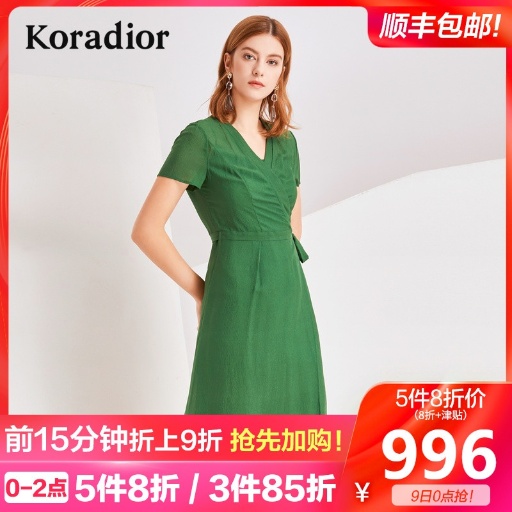 Koradior
顺丰包邮!
5件8折价
(8折+津贴)
¥996
9日0点抢!
前15分钟折上9折 抢先加购!
0-2点 5件8折 / 3件85折